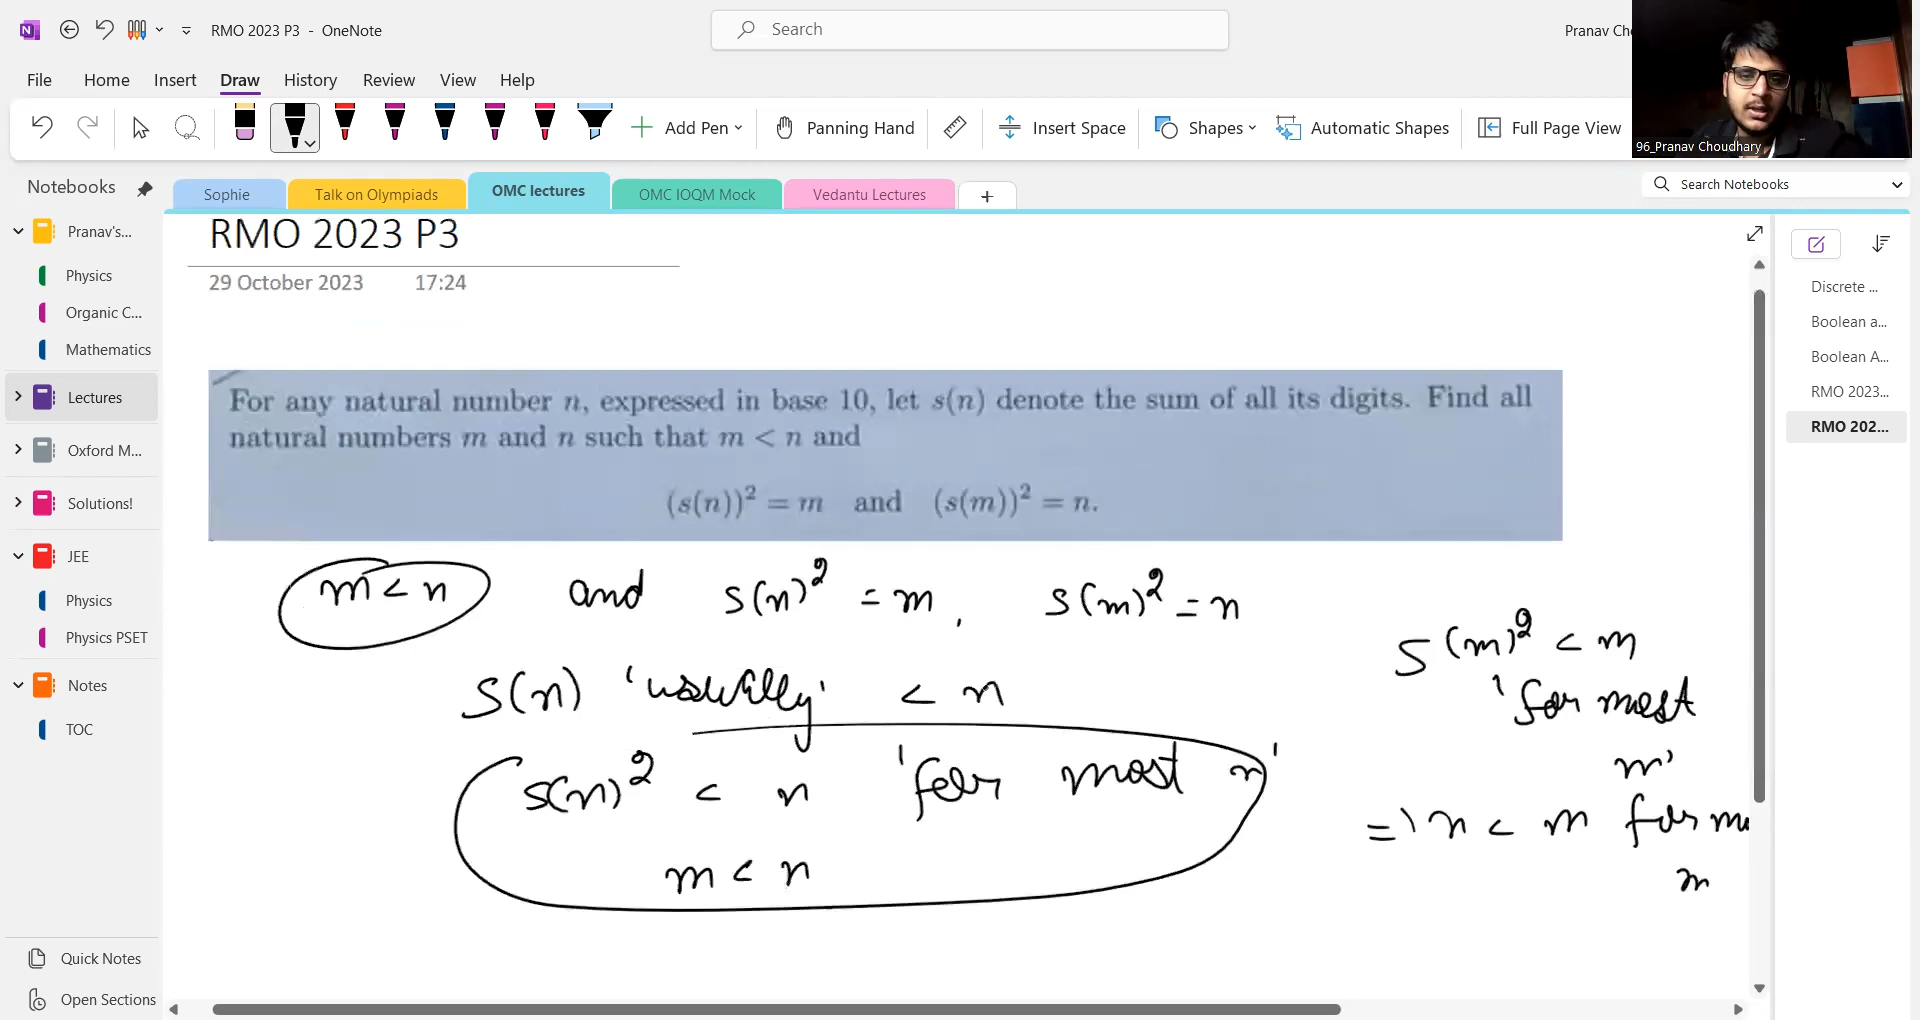 RMO 2023 P3 - OneNote
Search
Pranav Cho
File Home Insert Draw History Review View Help
Add Pen
Panning Hand
Insert Space
Shapes
Automatic Shapes
Full Page View
96_Pranav Choudhary
Notebooks
Sophie
Talk on Olympiads
OMC lectures
OMC IOQM Mock
Vedantu Lectures
+
Search Notebooks
Pranav's...
Physics
Organic C...
Mathematics
Lectures
Oxford M...
Solutions!
JEE
Physics
Physics PSET
Notes
TOC
Quick Notes
Open Sections
RMO 2023 P3
29 October 2023 17:24
For any natural number n, expressed in base 10, let s(n) denote the sum of all its digits. Find all
natural numbers m and n such that m < n and
(s(n))² = m and (s(m))² = n.
m < n and s(n)² = m, s(m)² = n
s(n) 'usually' < n
s(n)² < n 'for most n'
m < n
s(m)² < m
'for most
m'
=) n < m for m
m
Discrete ...
Boolean a...
Boolean A...
RMO 2023...
RMO 202...